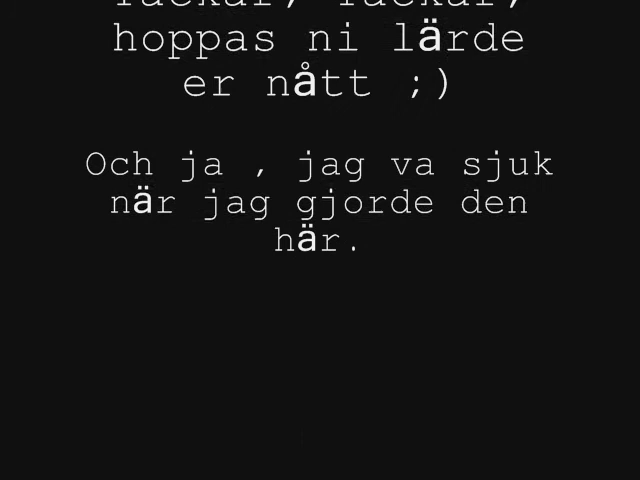 hoppas ni lärde
er nått ;)
Och ja , jag va sjuk
när jag gjorde den
här.